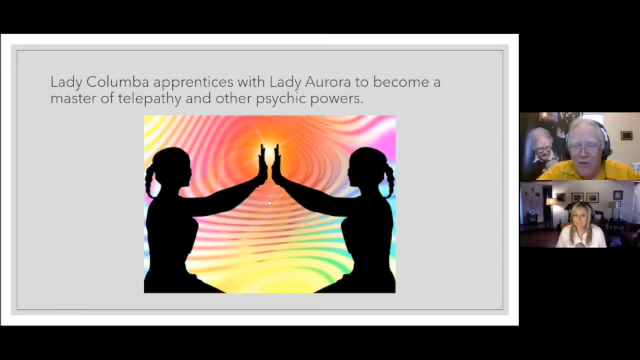 Lady Columba apprentices with Lady Aurora to become a
master of telepathy and other psychic powers.